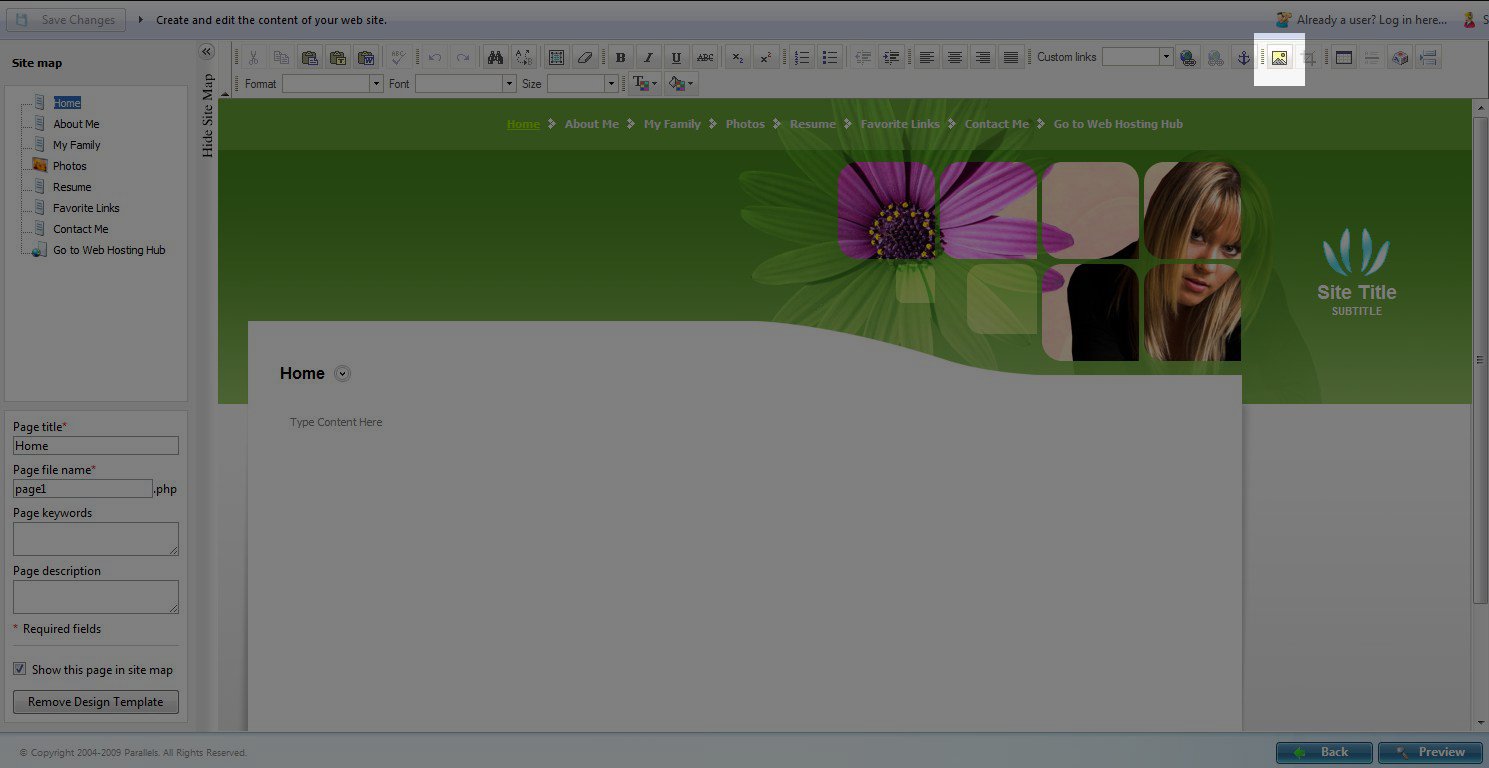 Save Changes
Create and edit the content of your web site.
Already a user? Log in here...
S
Site map
Home
About Me
My Family
Photos
Resume
Favorite Links
Contact Me
Go to Web Hosting Hub
Hide Site Map
ABC
B I U ABC x₂ x²
Custom links
Format
Font
Size
T
Home About Me My Family Photos Resume Favorite Links Contact Me Go to Web Hosting Hub
Site Title
SUBTITLE
Home
Type Content Here
Page title*
Home
Page file name*
page1 .php
Page keywords
Page description
* Required fields
Show this page in site map
Remove Design Template
© Copyright 2004-2009 Parallels. All Rights Reserved.
Back
Preview